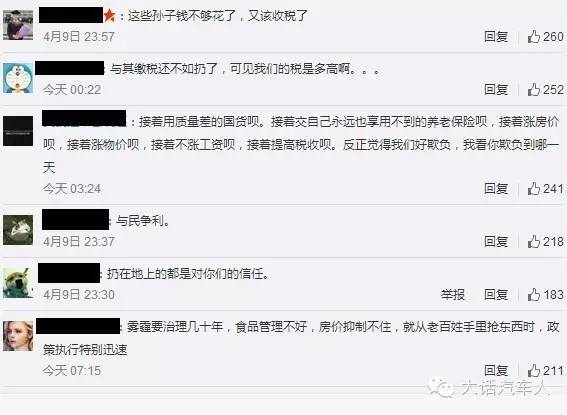 ：这些孙子钱不够花了，又该收税了
4月9日 23:57 回复 260
：与其缴税还不如扔了，可见我们的税是多高啊。。。
今天 00:22 回复 252
：接着用质量差的国货呗。接着交自己永远也享用不到的养老保险呗，接着涨房价
呗，接着涨物价呗，接着不涨工资呗，接着提高税收呗。反正觉得我们好欺负，我看你欺负到哪一
天
今天 03:24 回复 241
：与民争利。
4月9日 23:37 回复 218
：扔在地上的都是对你们的信任。
4月9日 23:30 举报 回复 183
：雾霾要治理几十年，食品管理不好，房价抑制不住，就从老百姓手里抢东西时，政
策执行特别迅速
今天 07:15 回复 211
大话汽车人